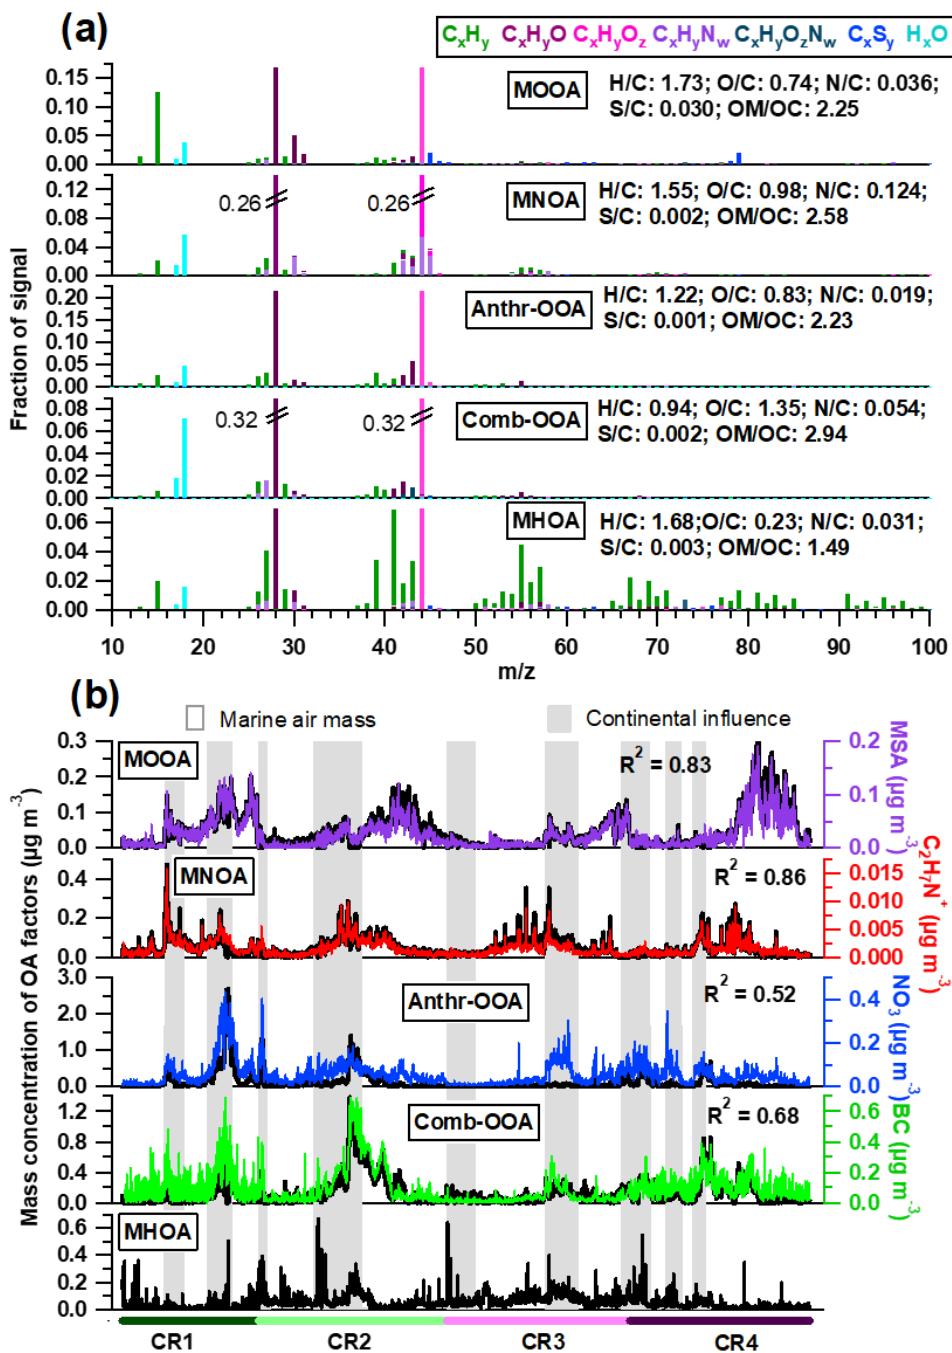 (a)
CxHy CxHyO CxHyOz CxHyNw CxHyOzNw CxSy HxO
MOOA
H/C: 1.73; O/C: 0.74; N/C: 0.036;
S/C: 0.030; OM/OC: 2.25
0.15
0.10
0.05
0.00
MNOA
H/C: 1.55; O/C: 0.98; N/C: 0.124;
S/C: 0.002; OM/OC: 2.58
0.26
0.26
0.12
0.08
0.04
0.00
Anthr-OOA
H/C: 1.22; O/C: 0.83; N/C: 0.019;
S/C: 0.001; OM/OC: 2.23
0.20
0.15
0.10
0.05
0.00
Comb-OOA
H/C: 0.94; O/C: 1.35; N/C: 0.054;
S/C: 0.002; OM/OC: 2.94
0.32
0.32
0.08
0.06
0.04
0.02
0.00
MHOA
H/C: 1.68;O/C: 0.23; N/C: 0.031;
S/C: 0.003; OM/OC: 1.49
0.06
0.04
0.02
0.00
Fraction of signal
10 20 30 40 50 60 70 80 90 100
m/z
(b)
Marine air mass
Continental influence
MOOA
R² = 0.83
0.3
0.2
0.1
0.0
0.2
0.1
0.0
MSA (µg m⁻³)
MNOA
R² = 0.86
0.4
0.2
0.0
0.015
0.010
0.005
0.000
C2H7N⁺ (µg m⁻³)
Anthr-OOA
R² = 0.52
3.0
2.0
1.0
0.0
0.4
0.2
0.0
NO3 (µg m⁻³)
Comb-OOA
R² = 0.68
1.2
0.8
0.4
0.0
0.6
0.4
0.2
0.0
BC (µg m⁻³)
MHOA
0.6
0.4
0.2
0.0
Mass concentration of OA factors (µg m⁻³)
CR1 CR2 CR3 CR4